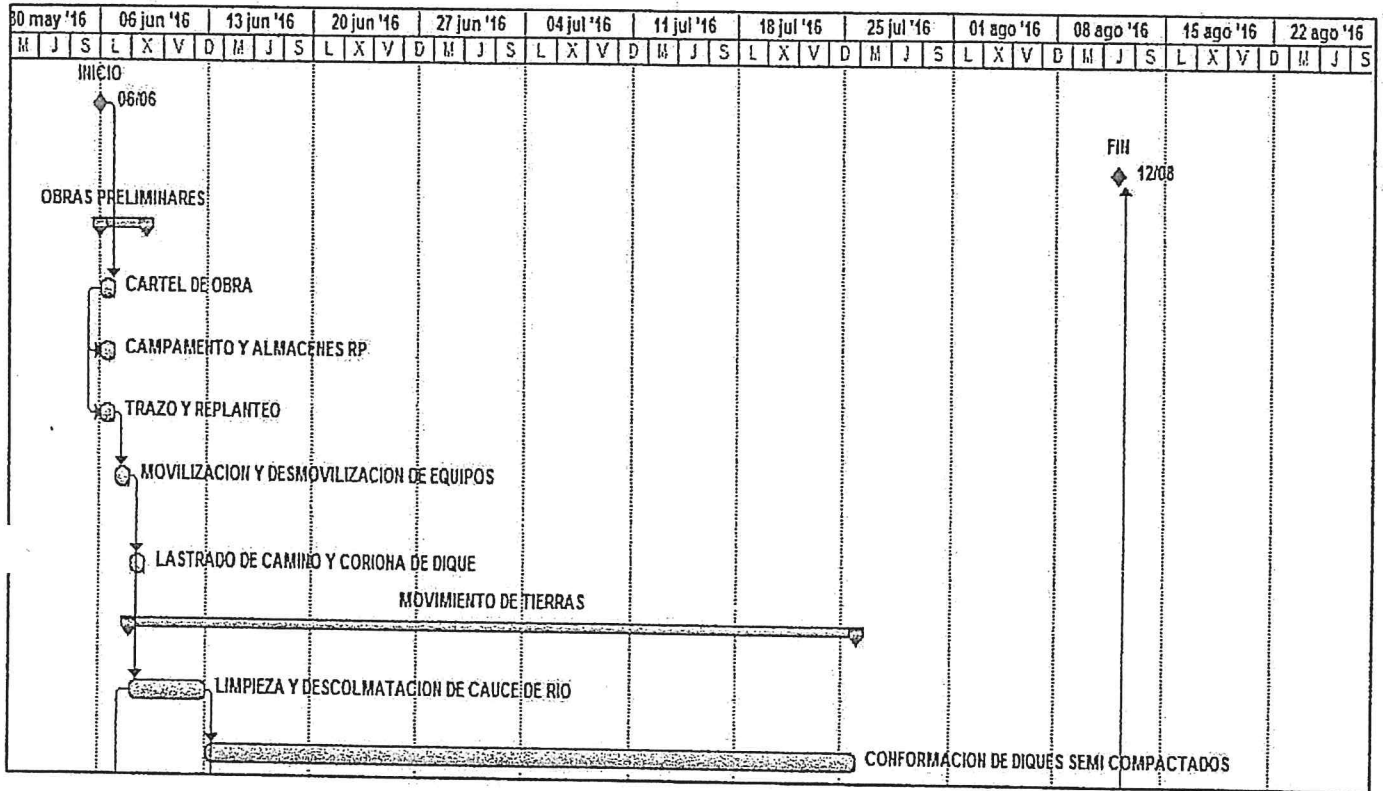 30 may '16 06 jun '16 13 jun '16 20 jun '16 27 jun '16 04 jul '16 11 jul '16 18 jul '16 25 jul '16 01 ago '16 08 ago '16 15 ago '16 22 ago '16
M J S L X V D M J S L X V D M J S L X V D M J S L X V D M J S L X V D M J S L X V D M J S
INICIO
06/06
FIN
12/08
OBRAS PRELIMINARES
CARTEL DE OBRA
CAMPAMENTO Y ALMACENES RP
TRAZO Y REPLANTEO
MOVILIZACION Y DESMOVILIZACION DE EQUIPOS
LASTRADO DE CAMINO Y CORIONA DE DIQUE
MOVIMIENTO DE TIERRAS
LIMPIEZA Y DESCOLMATACION DE CAUCE DE RIO
CONFORMACION DE DIQUES SEMI COMPACTADOS